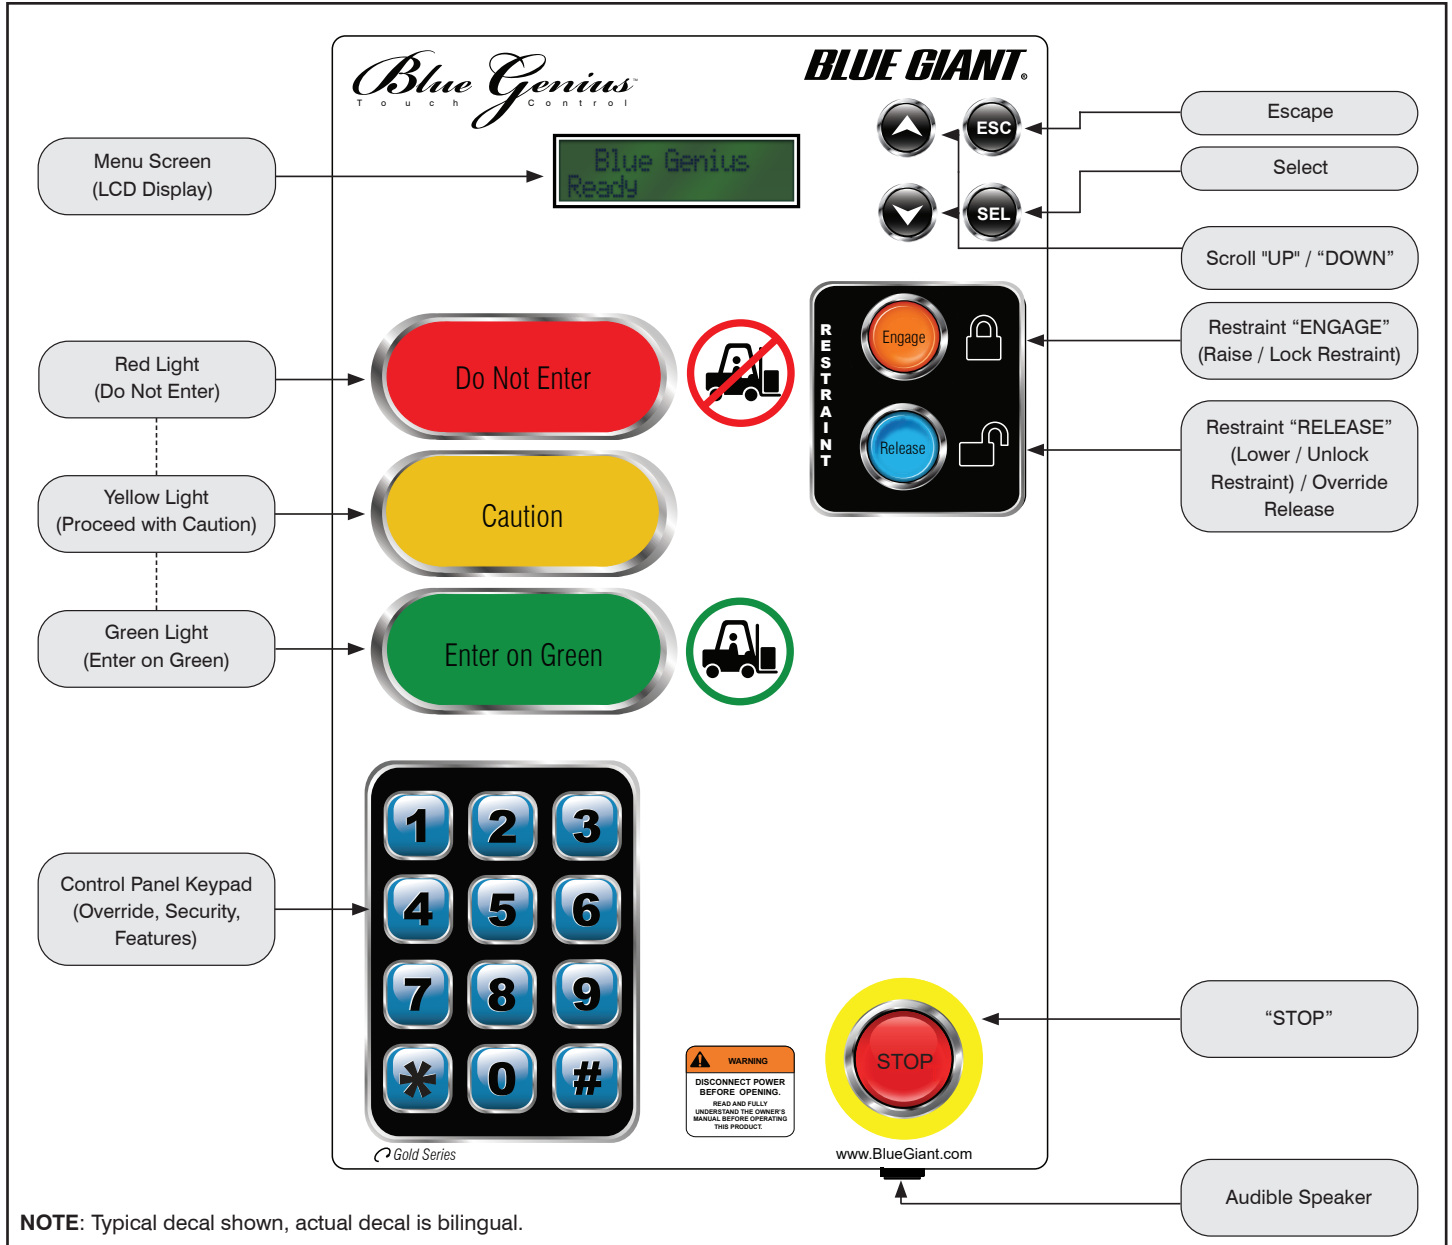 Blue Genius™
Touch Control
BLUE GIANT®
Blue Genius
Ready
ESC
SEL
Escape
Select
Scroll "UP" / “DOWN”
Menu Screen
(LCD Display)
RESTRAINT
Engage
Release
Restraint “ENGAGE”
(Raise / Lock Restraint)
Restraint “RELEASE”
(Lower / Unlock
Restraint) / Override
Release
Red Light
(Do Not Enter)
Do Not Enter
Yellow Light
(Proceed with Caution)
Caution
Green Light
(Enter on Green)
Enter on Green
Control Panel Keypad
(Override, Security,
Features)
1 2 3
4 5 6
7 8 9
* 0 #
WARNING
DISCONNECT POWER
BEFORE OPENING.
READ AND FULLY
UNDERSTAND THE OWNER'S
MANUAL BEFORE OPERATING
THIS PRODUCT.
STOP
“STOP”
Gold Series
www.BlueGiant.com
Audible Speaker
NOTE: Typical decal shown, actual decal is bilingual.